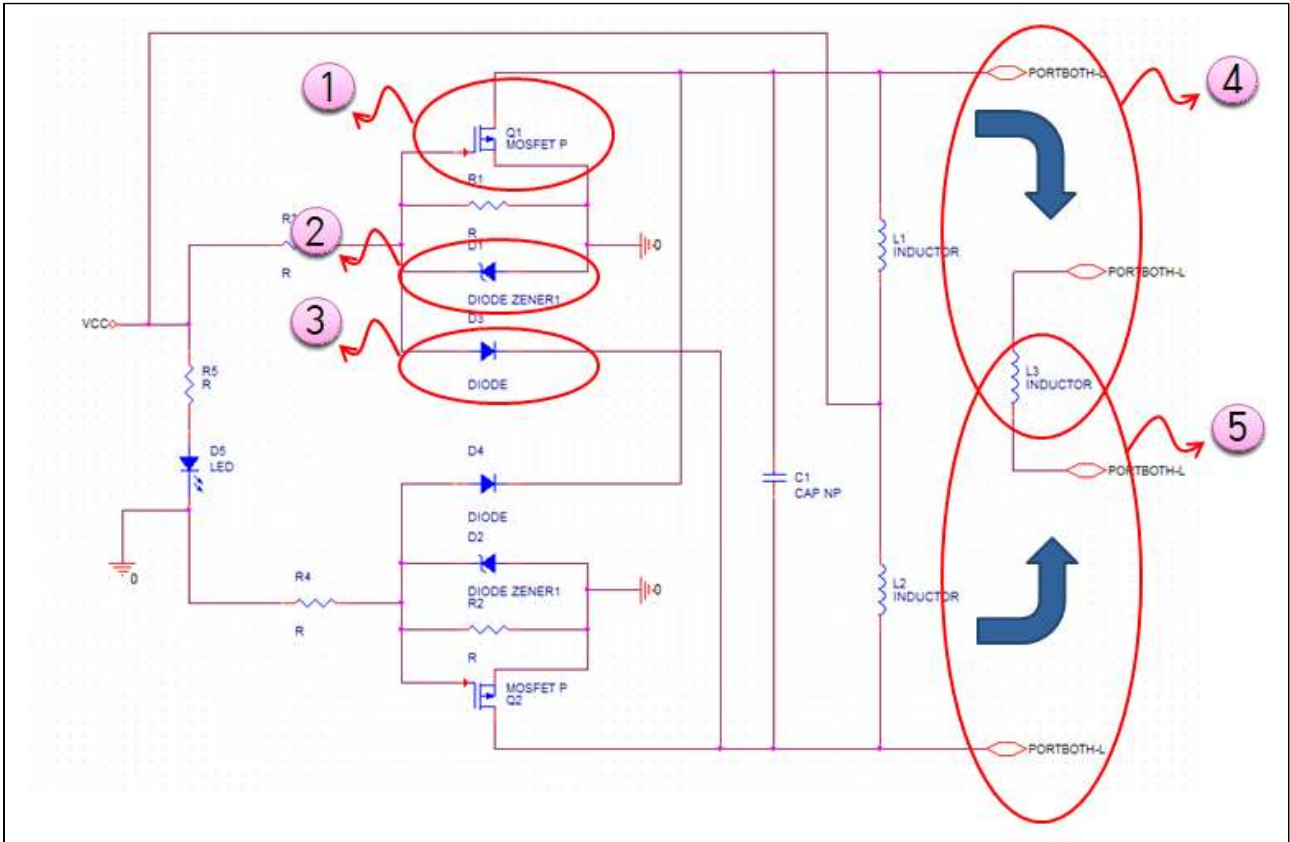 1
PORTBOTH-L
4
Q1
MOSFET P
R1
R
2
R
D1
0
L1
INDUCTOR
PORTBOTH-L
DIODE ZENER1
3
D3
VCC
DIODE
R5
R
L3
INDUCTOR
5
D5
LED
D4
PORTBOTH-L
C1
CAP NP
DIODE
D2
0
R4
DIODE ZENER1
0
L2
INDUCTOR
R2
R
R
MOSFET P
Q2
PORTBOTH-L